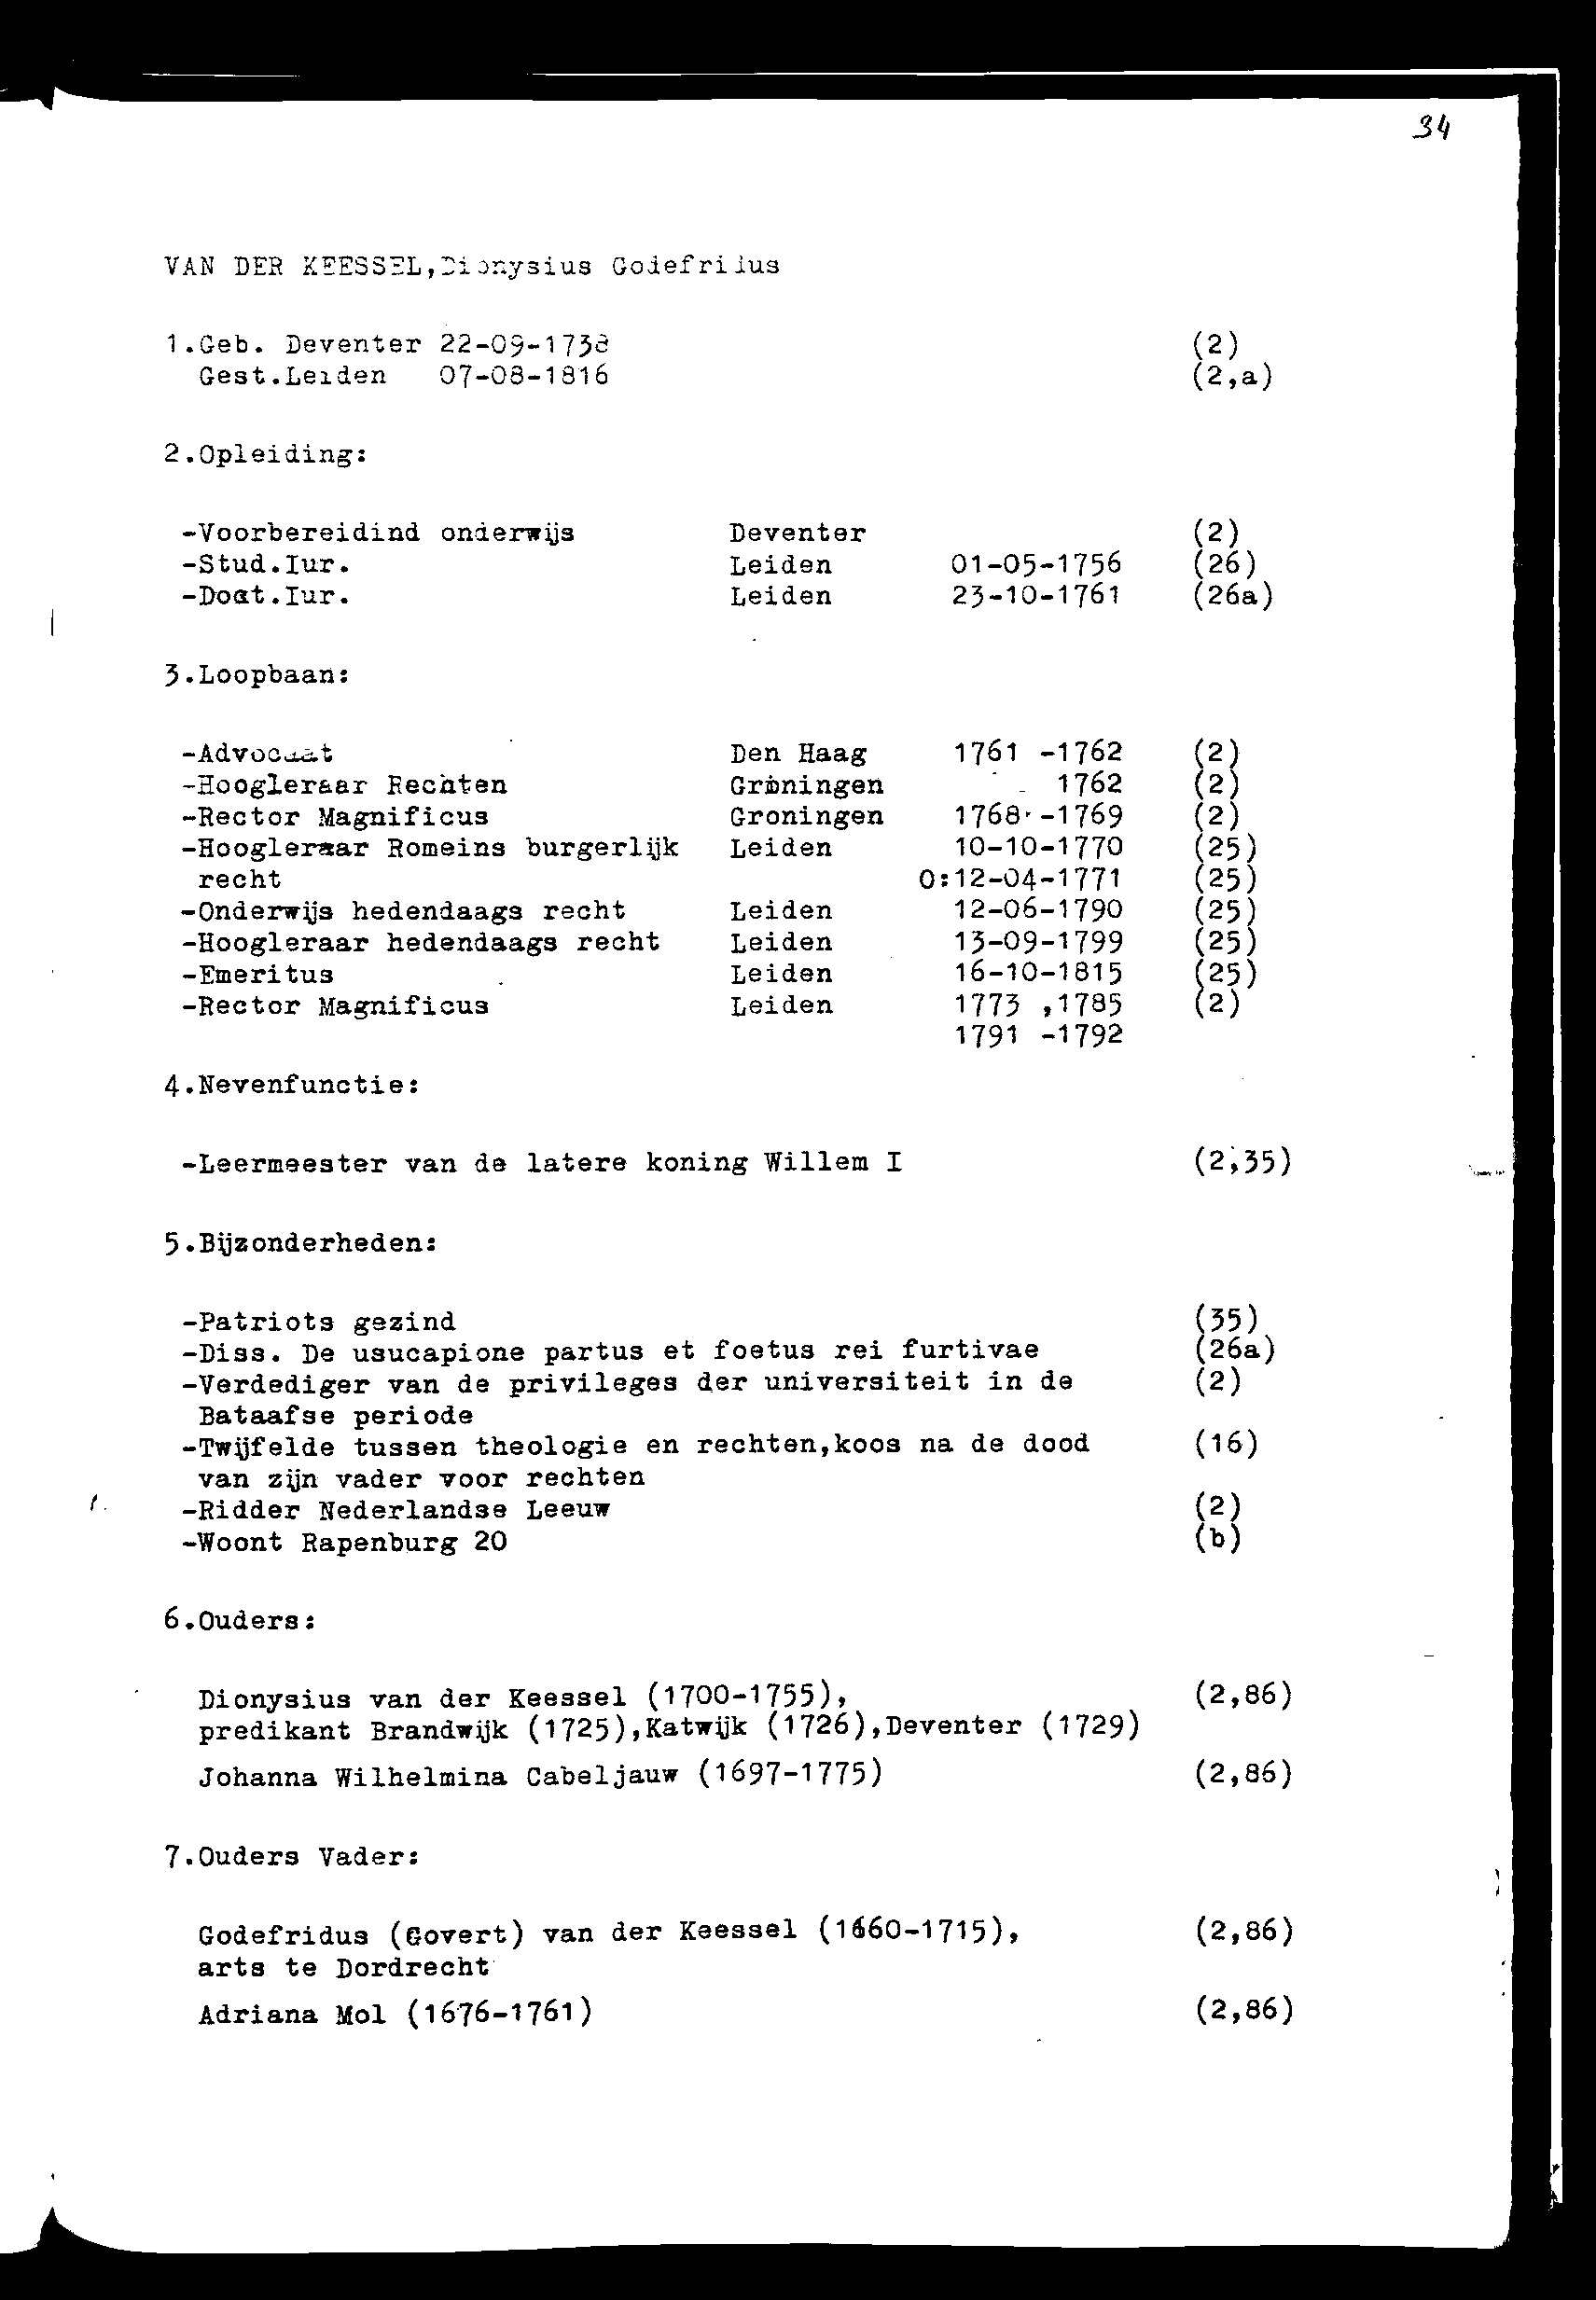 34
VAN DER KEESSEL,Dionysius Godefridus
1.Geb. Deventer 22-09-1738 (2)
Gest.Leiden 07-08-1816 (2,a)
2.Opleiding:
-Voorbereidind onderwijs Deventer (2)
-Stud.Iur. Leiden 01-05-1756 (26)
-Doct.Iur. Leiden 23-10-1761 (26a)
3.Loopbaan:
-Advocaat Den Haag 1761 -1762 (2)
-Hoogleraar Rechten Groningen - 1762 (2)
-Rector Magnificus Groningen 1768 -1769 (2)
-Hoogleraar Romeins burgerlijk Leiden 10-10-1770 (25)
recht O:12-04-1771 (25)
-Onderwijs hedendaags recht Leiden 12-06-1790 (25)
-Hoogleraar hedendaags recht Leiden 13-09-1799 (25)
-Emeritus Leiden 16-10-1815 (25)
-Rector Magnificus Leiden 1773 ,1785 (2)
1791 -1792
4.Nevenfunctie:
-Leermeester van de latere koning Willem I (2,35)
5.Bijzonderheden:
-Patriots gezind (35)
-Diss. De usucapione partus et foetus rei furtivae (26a)
-Verdediger van de privileges der universiteit in de (2)
Bataafse periode
-Twijfelde tussen theologie en rechten,koos na de dood (16)
van zijn vader voor rechten
-Ridder Nederlandse Leeuw (2)
-Woont Rapenburg 20 (b)
6.Ouders:
Dionysius van der Keessel (1700-1755), (2,86)
predikant Brandwijk (1725),Katwijk (1726),Deventer (1729)
Johanna Wilhelmina Cabeljauw (1697-1775) (2,86)
7.Ouders Vader:
Godefridus (Govert) van der Keessel (1660-1715), (2,86)
arts te Dordrecht
Adriana Mol (1676-1761) (2,86)